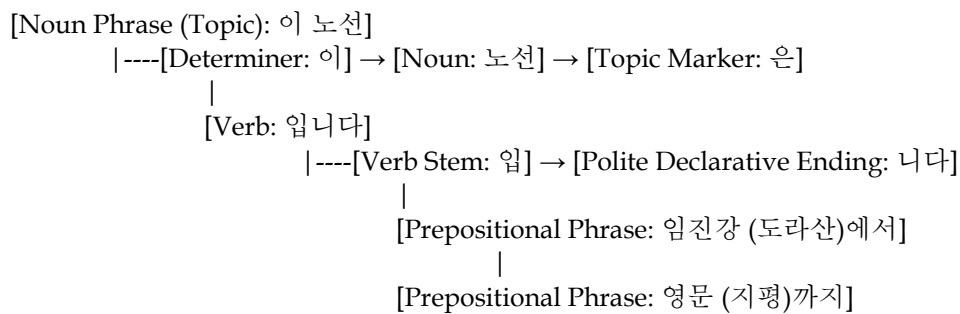 [Noun Phrase (Topic): 이 노선]
|----[Determiner: 이] → [Noun: 노선] → [Topic Marker: 은]
|
[Verb: 입니다]
|----[Verb Stem: 입] → [Polite Declarative Ending: 니다]
|
[Prepositional Phrase: 임진강 (도라산)에서]
|
[Prepositional Phrase: 영문 (지평)까지]